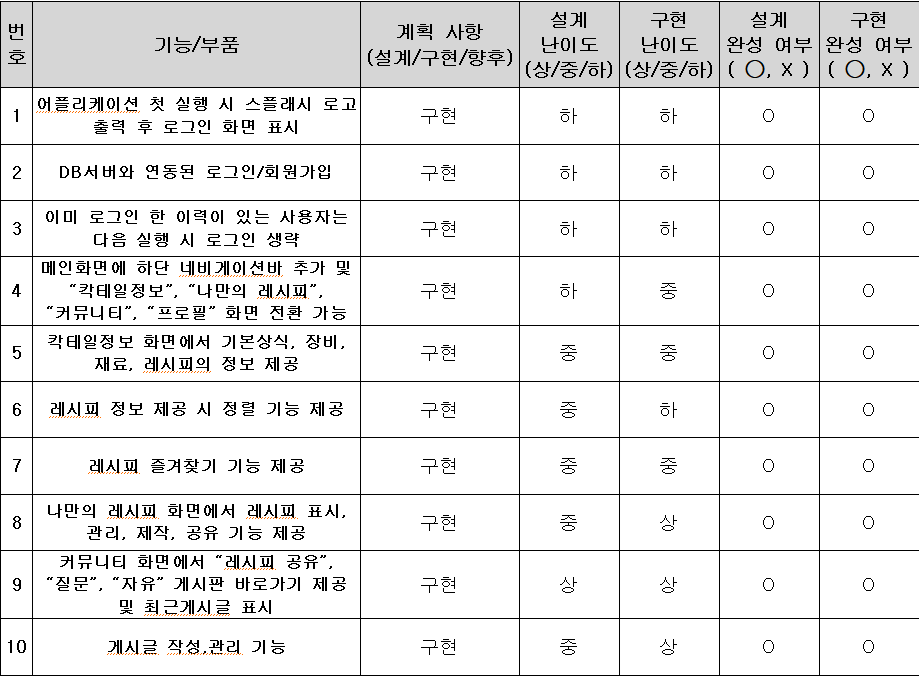 번호 기능/부품 계획 사항 (설계/구현/향후) 설계 난이도 (상/중/하) 구현 난이도 (상/중/하) 설계 완성 여부 ( ○, X ) 구현 완성 여부 ( ○, X )
1 어플리케이션 첫 실행 시 스플래시 로고 출력 후 로그인 화면 표시 구현 하 하 O O
2 DB서버와 연동된 로그인/회원가입 구현 하 하 O O
3 이미 로그인 한 이력이 있는 사용자는 다음 실행 시 로그인 생략 구현 하 하 O O
4 메인화면에 하단 네비게이션바 추가 및 “칵테일정보”, “나만의 레시피”, “커뮤니티”, “프로필” 화면 전환 가능 구현 하 중 O O
5 칵테일정보 화면에서 기본상식, 장비, 재료, 레시피의 정보 제공 구현 중 중 O O
6 레시피 정보 제공 시 정렬 기능 제공 구현 중 하 O O
7 레시피 즐겨찾기 기능 제공 구현 중 중 O O
8 나만의 레시피 화면에서 레시피 표시, 관리, 제작, 공유 기능 제공 구현 중 상 O O
9 커뮤니티 화면에서 “레시피 공유”, “질문”, “자유” 게시판 바로가기 제공 및 최근게시글 표시 구현 상 상 O O
10 게시글 작성,관리 기능 구현 중 상 O O